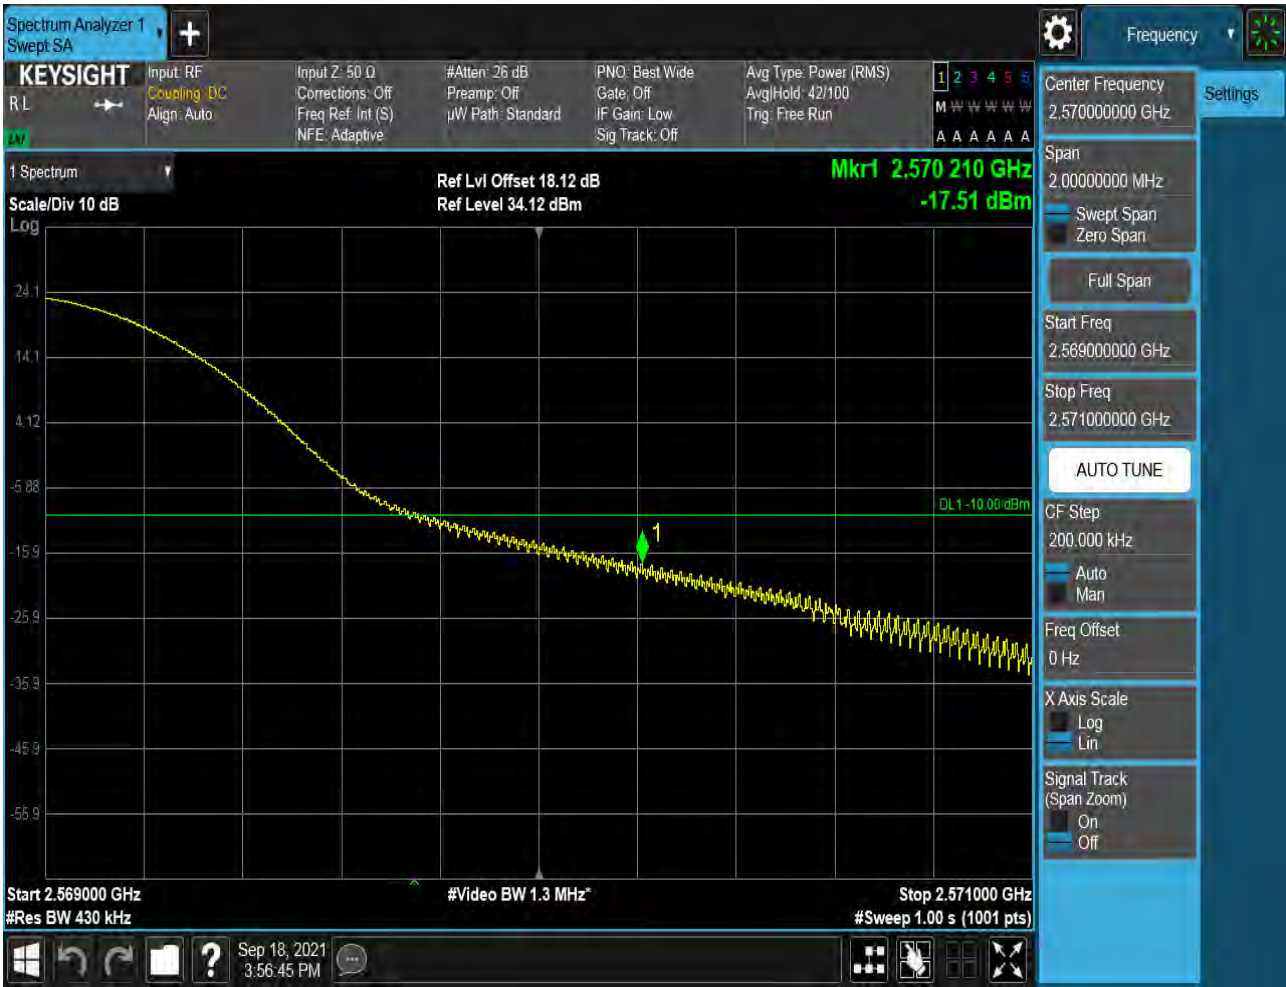 Spectrum Analyzer 1
Swept SA
+
Frequency
KEYSIGHT
R L
Input: RF
Coupling: DC
Align: Auto
Input Z: 50 Ω
Corrections: Off
Freq Ref: Int (S)
NFE: Adaptive
#Atten: 26 dB
Preamp: Off
µW Path: Standard
PNO: Best Wide
Gate: Off
IF Gain: Low
Sig Track: Off
Avg Type: Power (RMS)
Avg|Hold: 42/100
Trig: Free Run
1 2 3 4 5 6
M W W W W W
A A A A A A
LXI
1 Spectrum
Scale/Div 10 dB
Log
Ref Lvl Offset 18.12 dB
Ref Level 34.12 dBm
Mkr1 2.570 210 GHz
-17.51 dBm
24.1
14.1
4.12
-5.88
-15.9
-25.9
-35.9
-45.9
-55.9
DL1 -10.00 dBm
1
Start 2.569000 GHz
#Res BW 430 kHz
#Video BW 1.3 MHz*
Stop 2.571000 GHz
#Sweep 1.00 s (1001 pts)
Center Frequency
2.570000000 GHz
Settings
Span
2.00000000 MHz
Swept Span
Zero Span
Full Span
Start Freq
2.569000000 GHz
Stop Freq
2.571000000 GHz
AUTO TUNE
CF Step
200.000 kHz
Auto
Man
Freq Offset
0 Hz
X Axis Scale
Log
Lin
Signal Track
(Span Zoom)
On
Off
?
Sep 18, 2021
3:56:45 PM